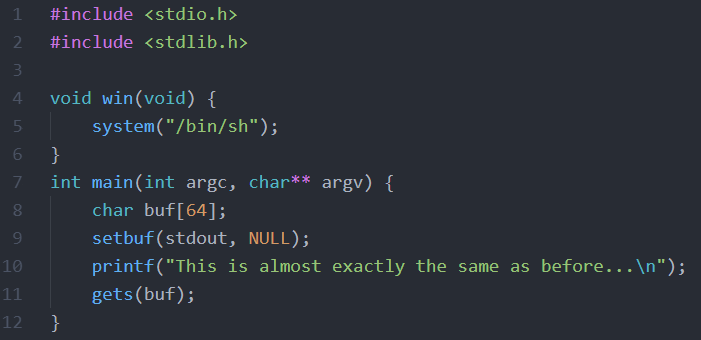 1 #include <stdio.h>
2 #include <stdlib.h>
3
4 void win(void) {
5     system("/bin/sh");
6 }
7 int main(int argc, char** argv) {
8     char buf[64];
9     setbuf(stdout, NULL);
10     printf("This is almost exactly the same as before...\n");
11     gets(buf);
12 }